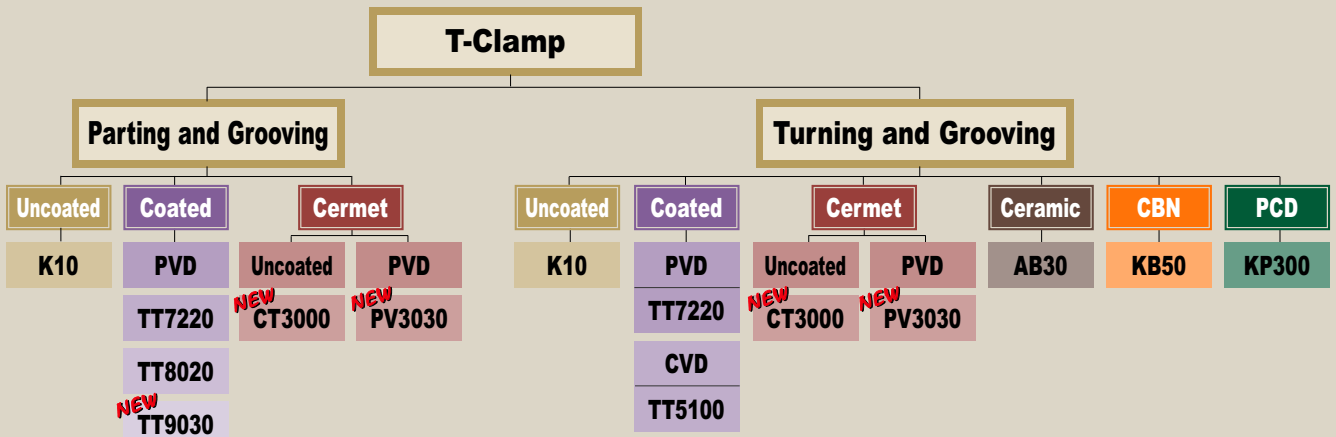 T-Clamp
Parting and Grooving
Turning and Grooving
Uncoated
Coated
Cermet
Uncoated
Coated
Cermet
Ceramic
CBN
PCD
K10
PVD
Uncoated
PVD
K10
PVD
Uncoated
PVD
AB30
KB50
KP300
TT7220
NEW
CT3000
NEW
PV3030
TT7220
NEW
CT3000
NEW
PV3030
TT8020
CVD
NEW
TT9030
TT5100